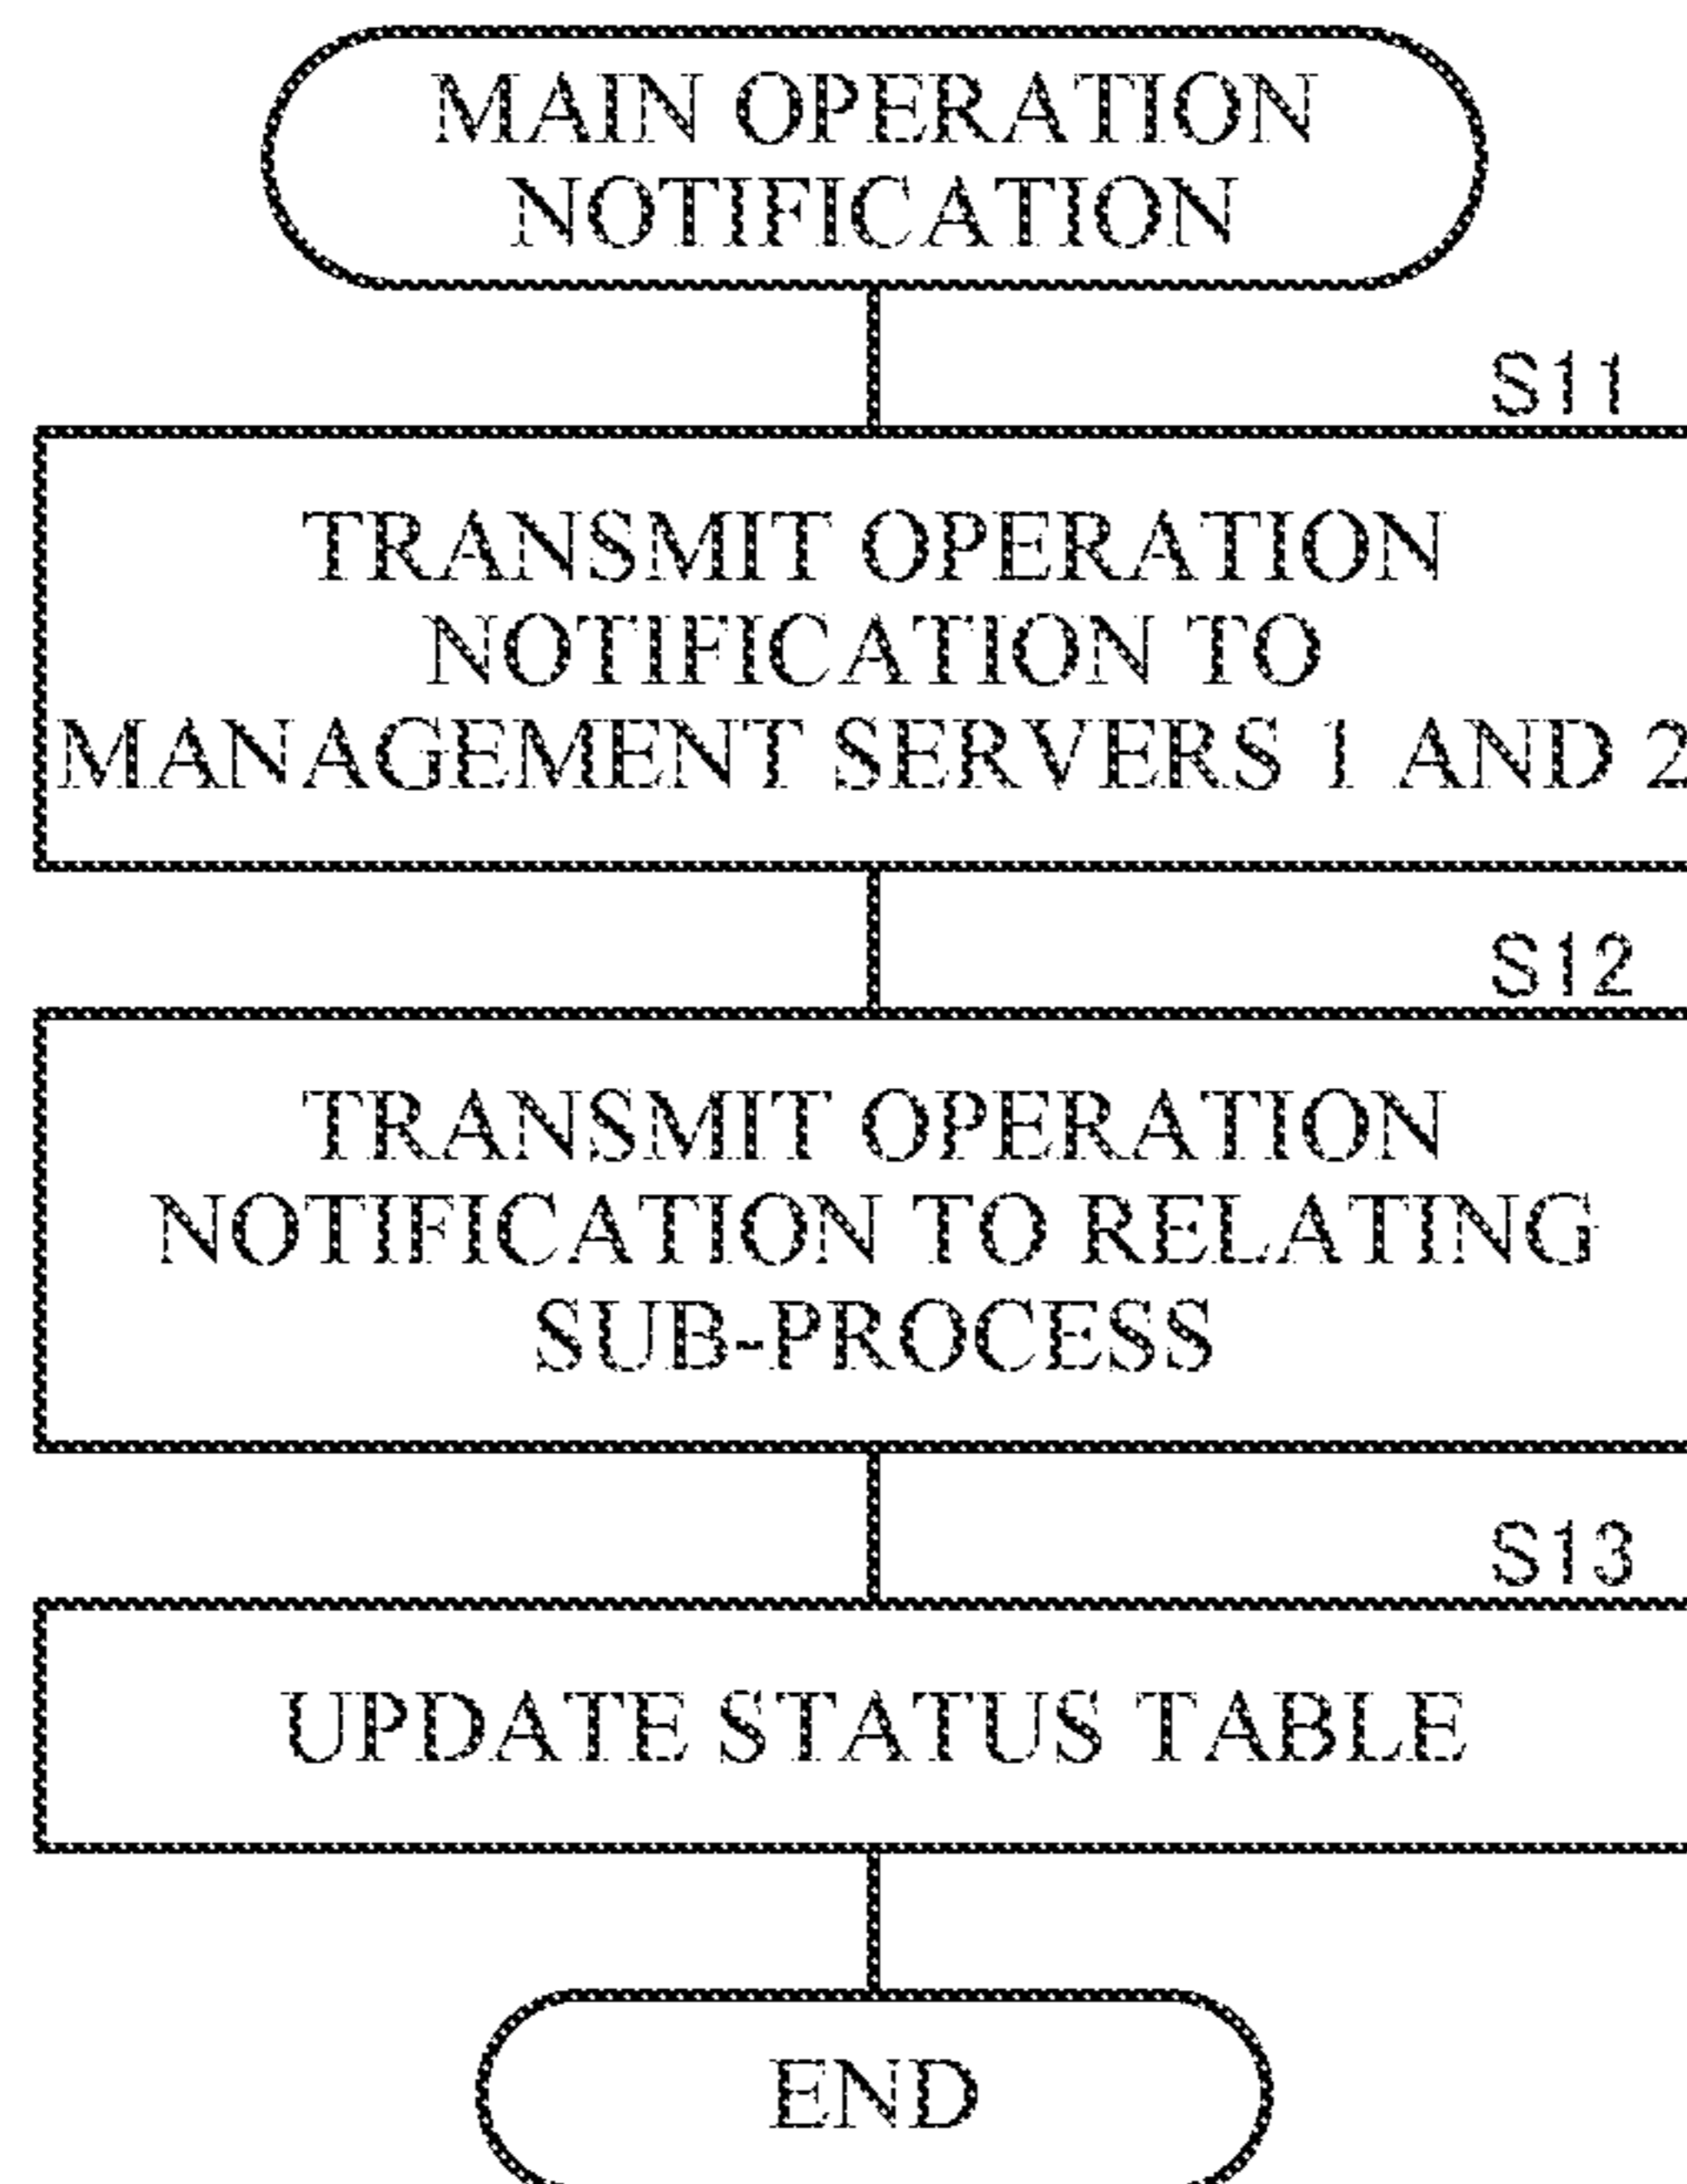 MAIN OPERATION
NOTIFICATION
S11
TRANSMIT OPERATION
NOTIFICATION TO
MANAGEMENT SERVERS 1 AND 2
S12
TRANSMIT OPERATION
NOTIFICATION TO RELATING
SUB-PROCESS
S13
UPDATE STATUS TABLE
END